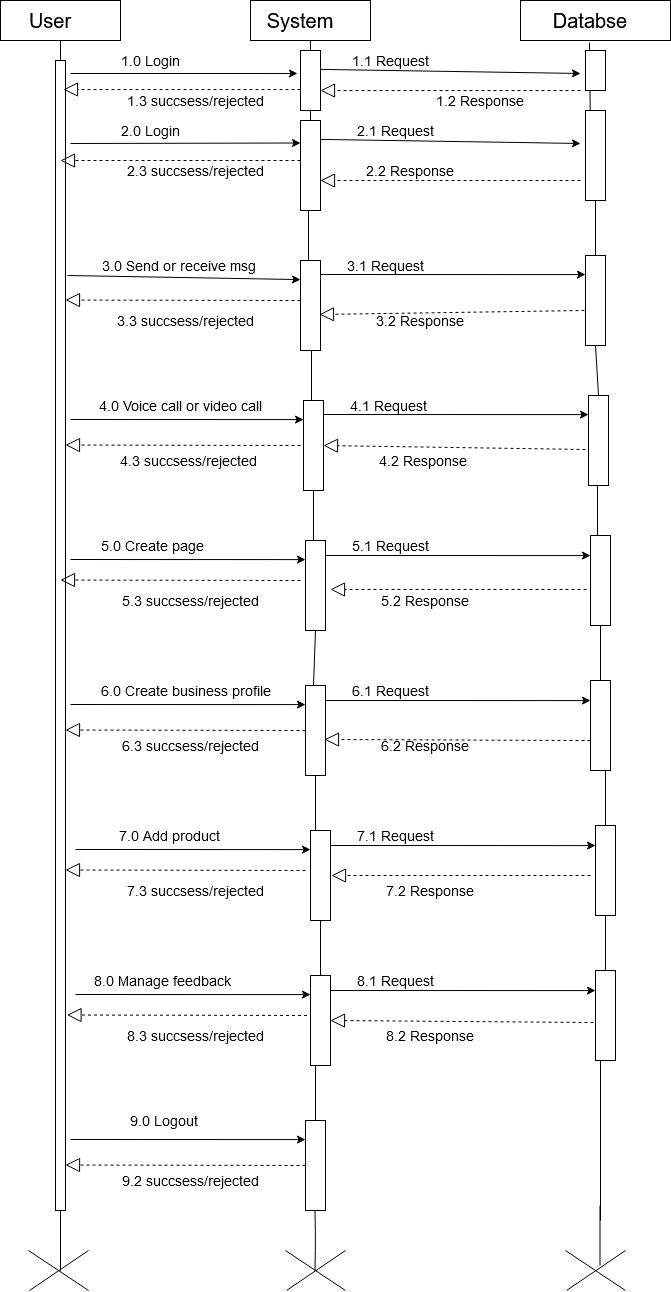 User
System
Databse
1.0 Login
1.1 Request
1.3 succsess/rejected
1.2 Response
2.0 Login
2.1 Request
2.3 succsess/rejected
2.2 Response
3.0 Send or receive msg
3.1 Request
3.3 succsess/rejected
3.2 Response
4.0 Voice call or video call
4.1 Request
4.3 succsess/rejected
4.2 Response
5.0 Create page
5.1 Request
5.3 succsess/rejected
5.2 Response
6.0 Create business profile
6.1 Request
6.3 succsess/rejected
6.2 Response
7.0 Add product
7.1 Request
7.3 succsess/rejected
7.2 Response
8.0 Manage feedback
8.1 Request
8.3 succsess/rejected
8.2 Response
9.0 Logout
9.2 succsess/rejected